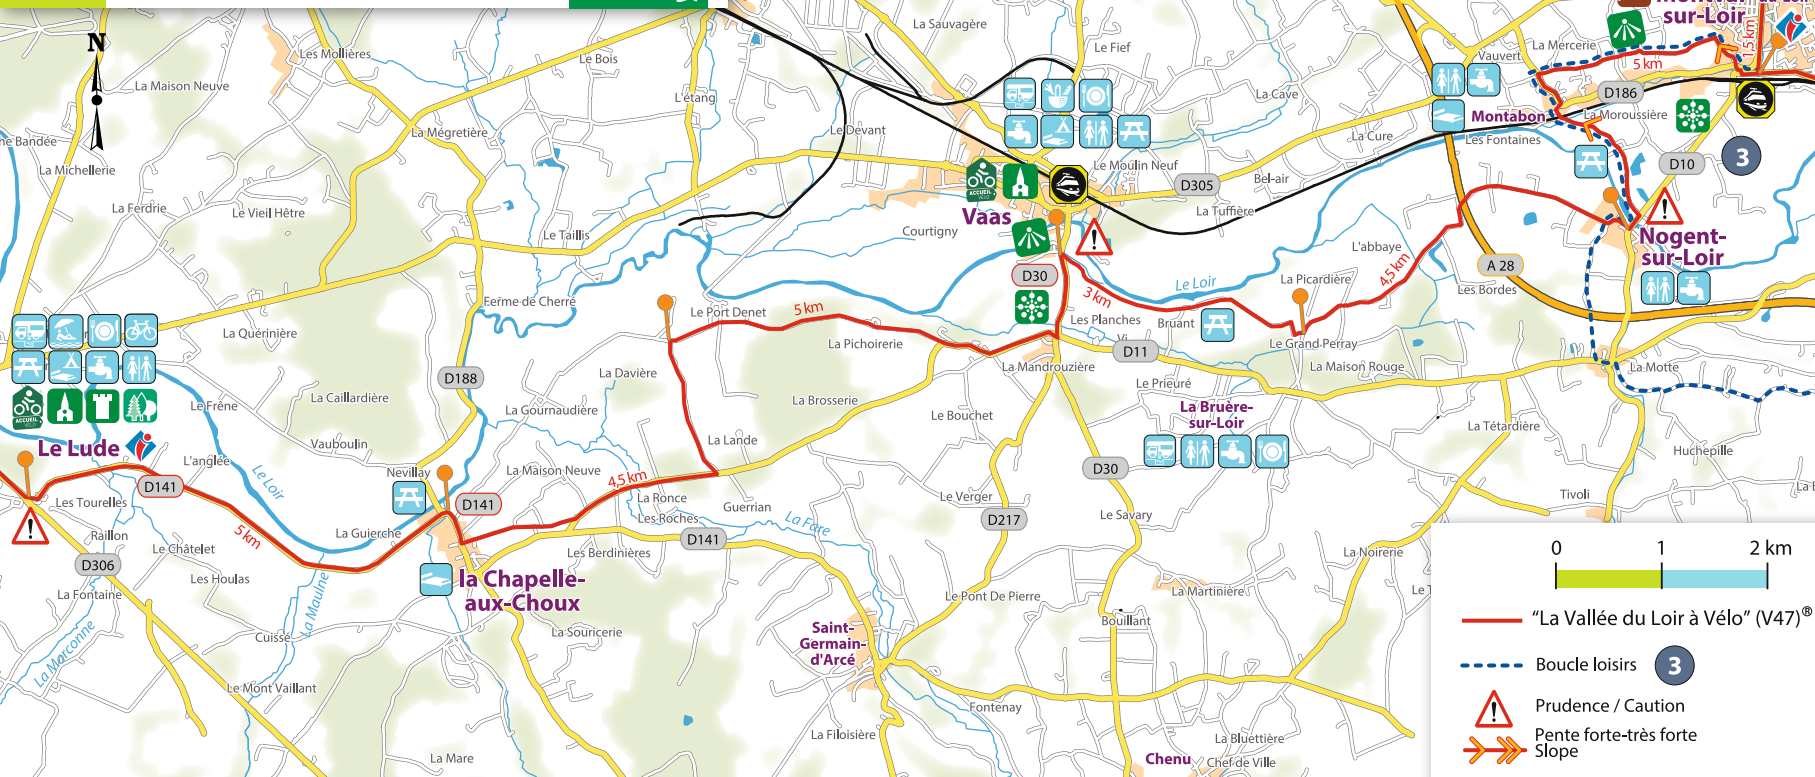 sur-Loir
La Sauvagère
Le Fief
La Mercerie
Vauvert
1,5 km
5 km
N
Les Mollières
Le Bois
La Maison Neuve
L'étang
La Cave
D186
Montabon
La Moroussière
he Bandée
La Mégretière
Le Devant
La Cure
Les Fontaines
La Michellerie
Le Moulin Neuf
D10
3
Bel-air
D305
ACCUEIL
VÉLO
La Ferdrie
Le Vieil Hêtre
Vaas
La Tuffière
Le Taillis
Courtigny
L'abbaye
Nogent-
sur-Loir
D30
Le Loir
La Picardière
4,5 km
A 28
Les Bordes
3 km
Ferme de Cherré
Le Port Denet
5 km
Les Planches
Bruant
La Quérinière
La Pichoirerie
D11
Le Grand Perray
La Mandrouzière
La Maison Rouge
La Motte
D188
La Davière
Le Prieuré
ACCUEIL
VÉLO
Le Frêne
La Caillardière
La Gournaudière
La Brosserie
Le Bouchet
La Bruère-
sur-Loir
La Tétardière
Le Lude
Vauboulin
La Lande
Huchepille
L'anglée
Le Loir
Nevillay
La Maison Neuve
4,5 km
D30
D141
Les Tourelles
D141
La Ronce
Guerrian
Le Verger
Tivoli
5 km
La Guierche
Les Roches
La Fare
D217
Le Savary
Raillon
Le Châtelet
D141
Les Berdinières
La Noirerie
D306
Les Houlas
la Chapelle-
aux-Choux
La Fontaine
La Maulne
Le Pont De Pierre
La Martinière
Bouillant
La Marconne
Cuissé
La Souricerie
Saint-
Germain-
d'Arcé
Le Mont Vaillant
Fonteney
La Filoisière
La Mare
La Bluettière
Chenu
Chef de Ville
0 1 2 km
“La Vallée du Loir à Vélo” (V47)®
Boucle loisirs 3
Prudence / Caution
Pente forte-très forte
Slope